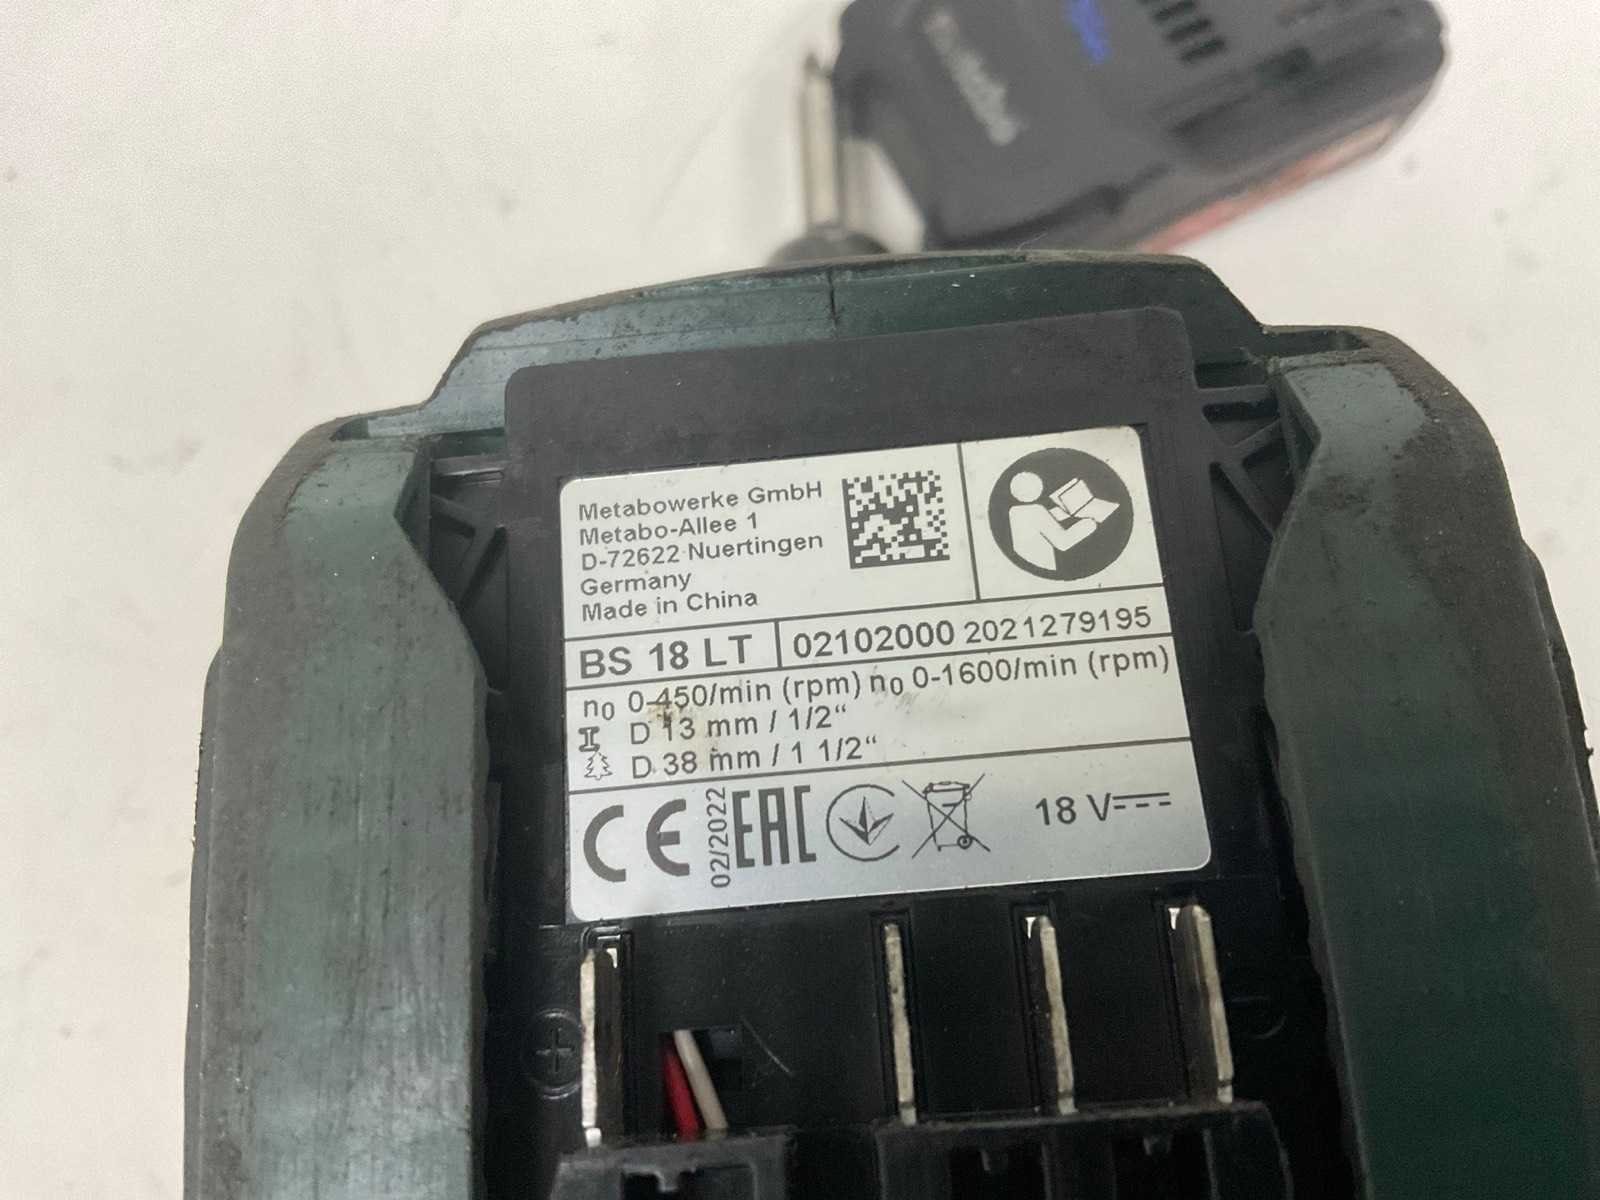 metabo
Metabowerke GmbH
Metabo-Allee 1
D-72622 Nuertingen
Germany
Made in China
BS 18 LT 02102000 2021279195
n0 0-450/min (rpm) n0 0-1600/min (rpm)
D 13 mm / 1/2“
D 38 mm / 1 1/2“
CE 02/2022 EAC 18 V